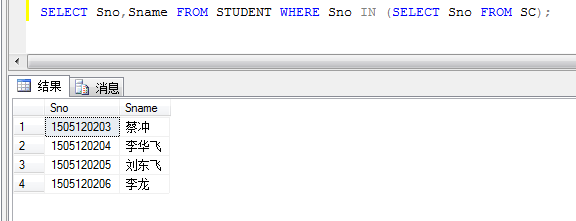 SELECT Sno,Sname FROM STUDENT WHERE Sno IN (SELECT Sno FROM SC);
结果 消息
Sno Sname
1 1505120203 蔡冲
2 1505120204 李华飞
3 1505120205 刘东飞
4 1505120206 李龙